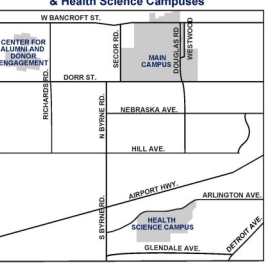 & Health Science Campuses
W BANCROFT ST.
CENTER FOR
ALUMNI AND
DONOR
ENGAGEMENT
SECOR RD.
MAIN
CAMPUS
DOUGLAS RD
WESTWOOD
DORR ST.
RICHARDS RD.
N BYRNE RD.
NEBRASKA AVE.
HILL AVE.
AIRPORT HWY.
ARLINGTON AVE.
S BYRNE RD.
HEALTH
SCIENCE CAMPUS
DETROIT AVE.
GLENDALE AVE.